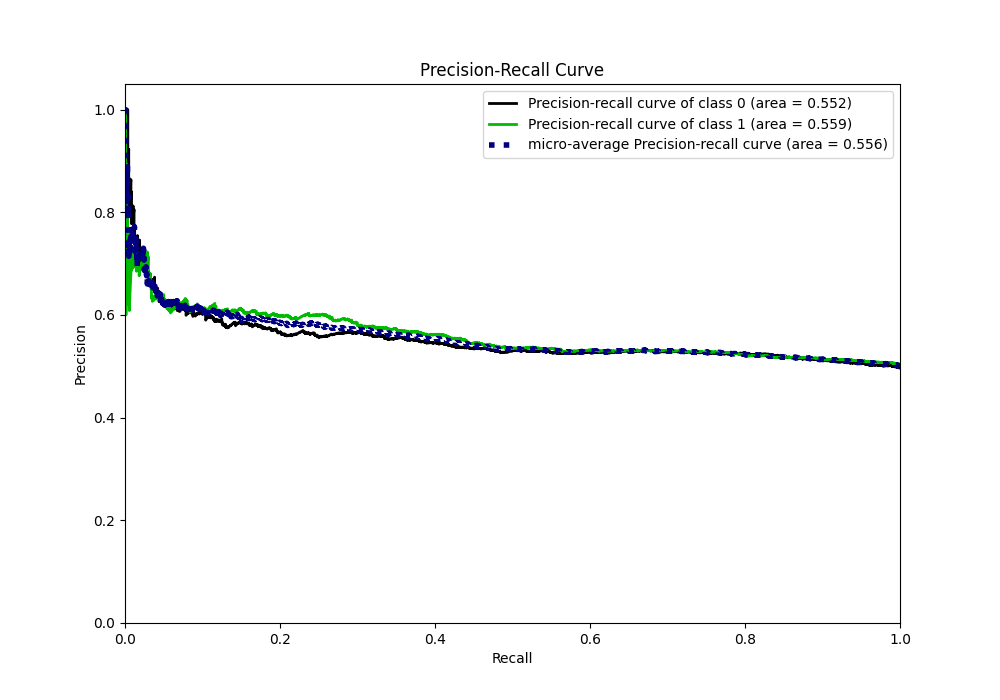 Precision-Recall Curve
Precision-recall curve of class 0 (area = 0.552)
Precision-recall curve of class 1 (area = 0.559)
micro-average Precision-recall curve (area = 0.556)
Precision
1.0
0.8
0.6
0.4
0.2
0.0
0.0 0.2 0.4 0.6 0.8 1.0
Recall